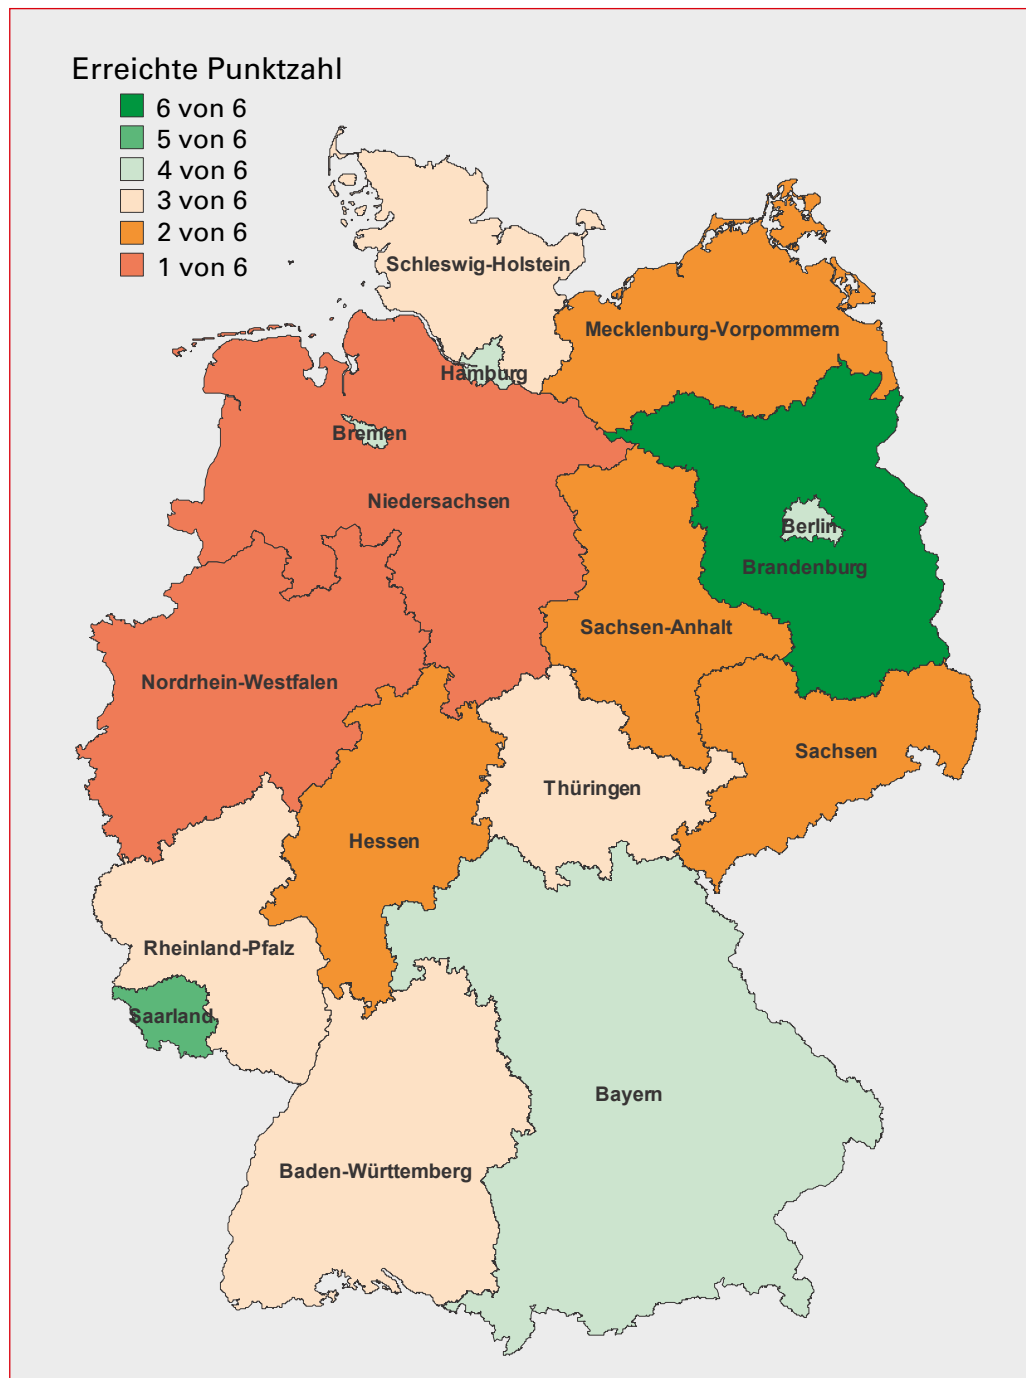 Erreichte Punktzahl
6 von 6
5 von 6
4 von 6
3 von 6
2 von 6
1 von 6
Schleswig-Holstein
Mecklenburg-Vorpommern
Hamburg
Bremen
Niedersachsen
Berlin
Brandenburg
Sachsen-Anhalt
Nordrhein-Westfalen
Sachsen
Thüringen
Hessen
Rheinland-Pfalz
Saarland
Bayern
Baden-Württemberg